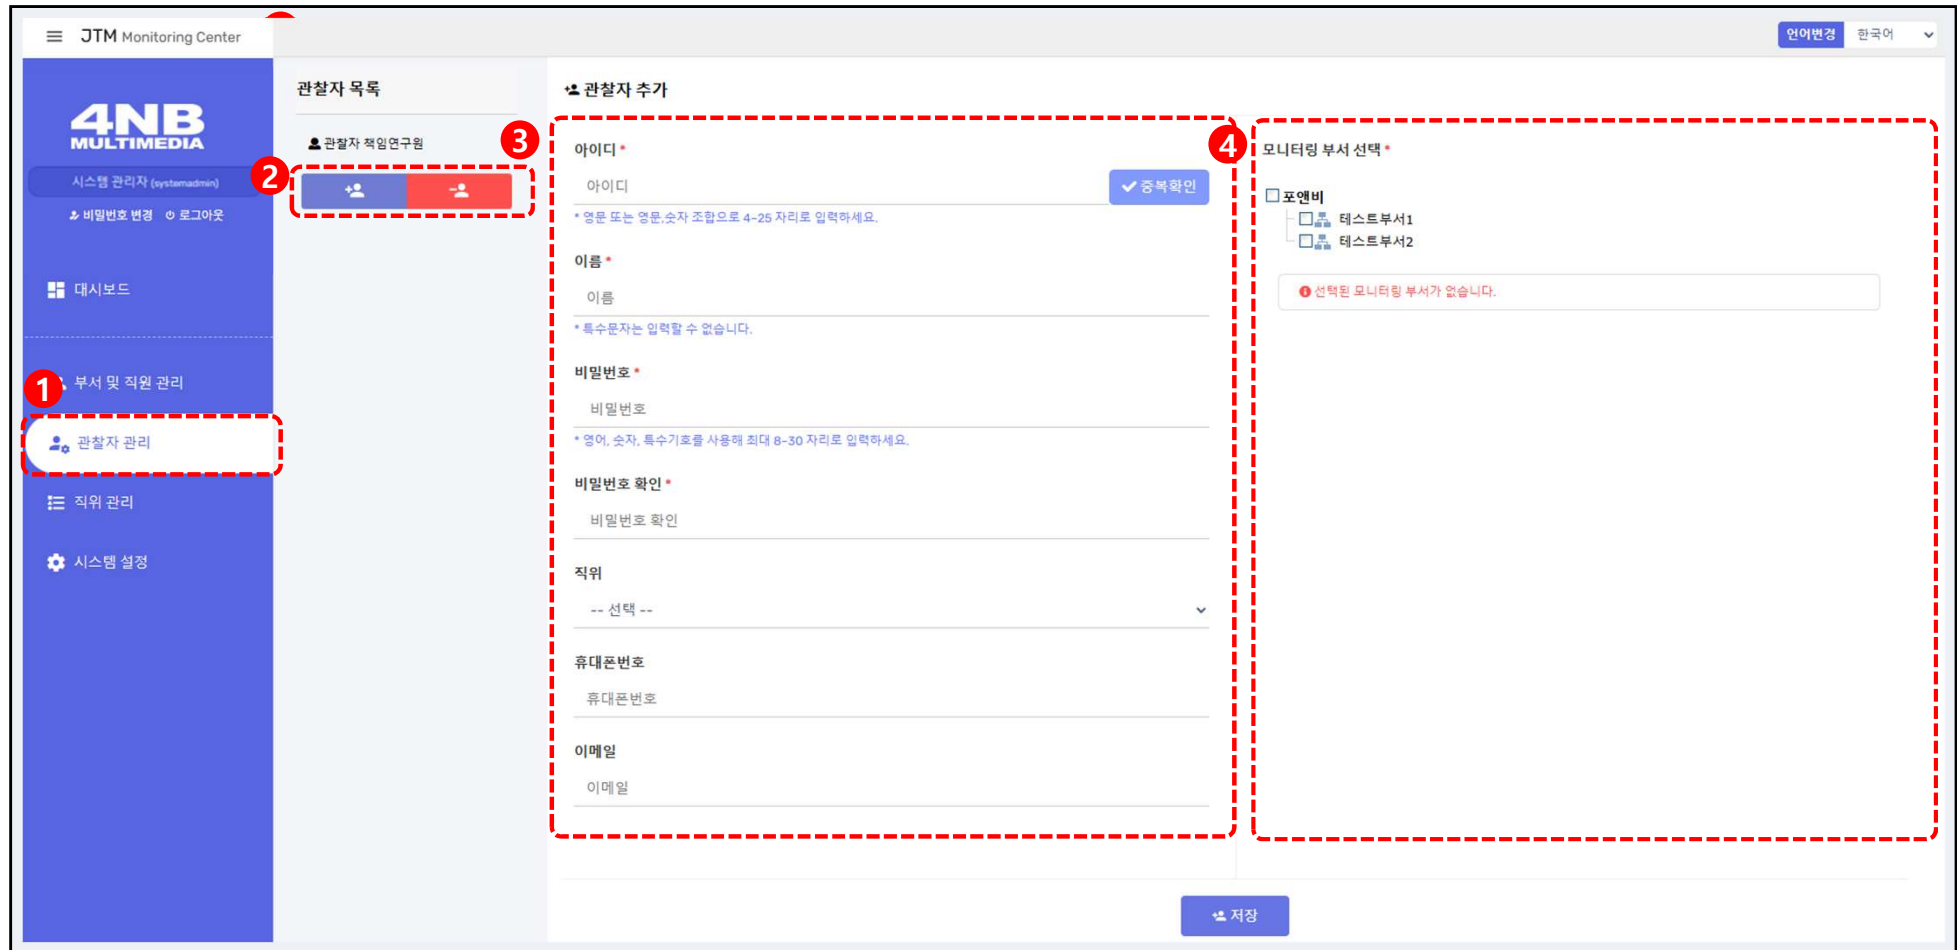 JTM Monitoring Center
언어변경 한국어
4NB
MULTIMEDIA
시스템 관리자 (systemadmin)
비밀번호 변경 로그아웃
대시보드
1
부서 및 직원 관리
관찰자 관리
직위 관리
시스템 설정
관찰자 목록
관찰자 책임연구원
2
관찰자 추가
3
아이디 *
아이디
중복확인
* 영문 또는 영문,숫자 조합으로 4-25 자리로 입력하세요.
이름 *
이름
* 특수문자는 입력할 수 없습니다.
비밀번호 *
비밀번호
* 영어, 숫자, 특수기호를 사용해 최대 8-30 자리로 입력하세요.
비밀번호 확인 *
비밀번호 확인
직위
-- 선택 --
휴대폰번호
휴대폰번호
이메일
이메일
4
모니터링 부서 선택 *
포앤비
테스트부서1
테스트부서2
선택된 모니터링 부서가 없습니다.
저장